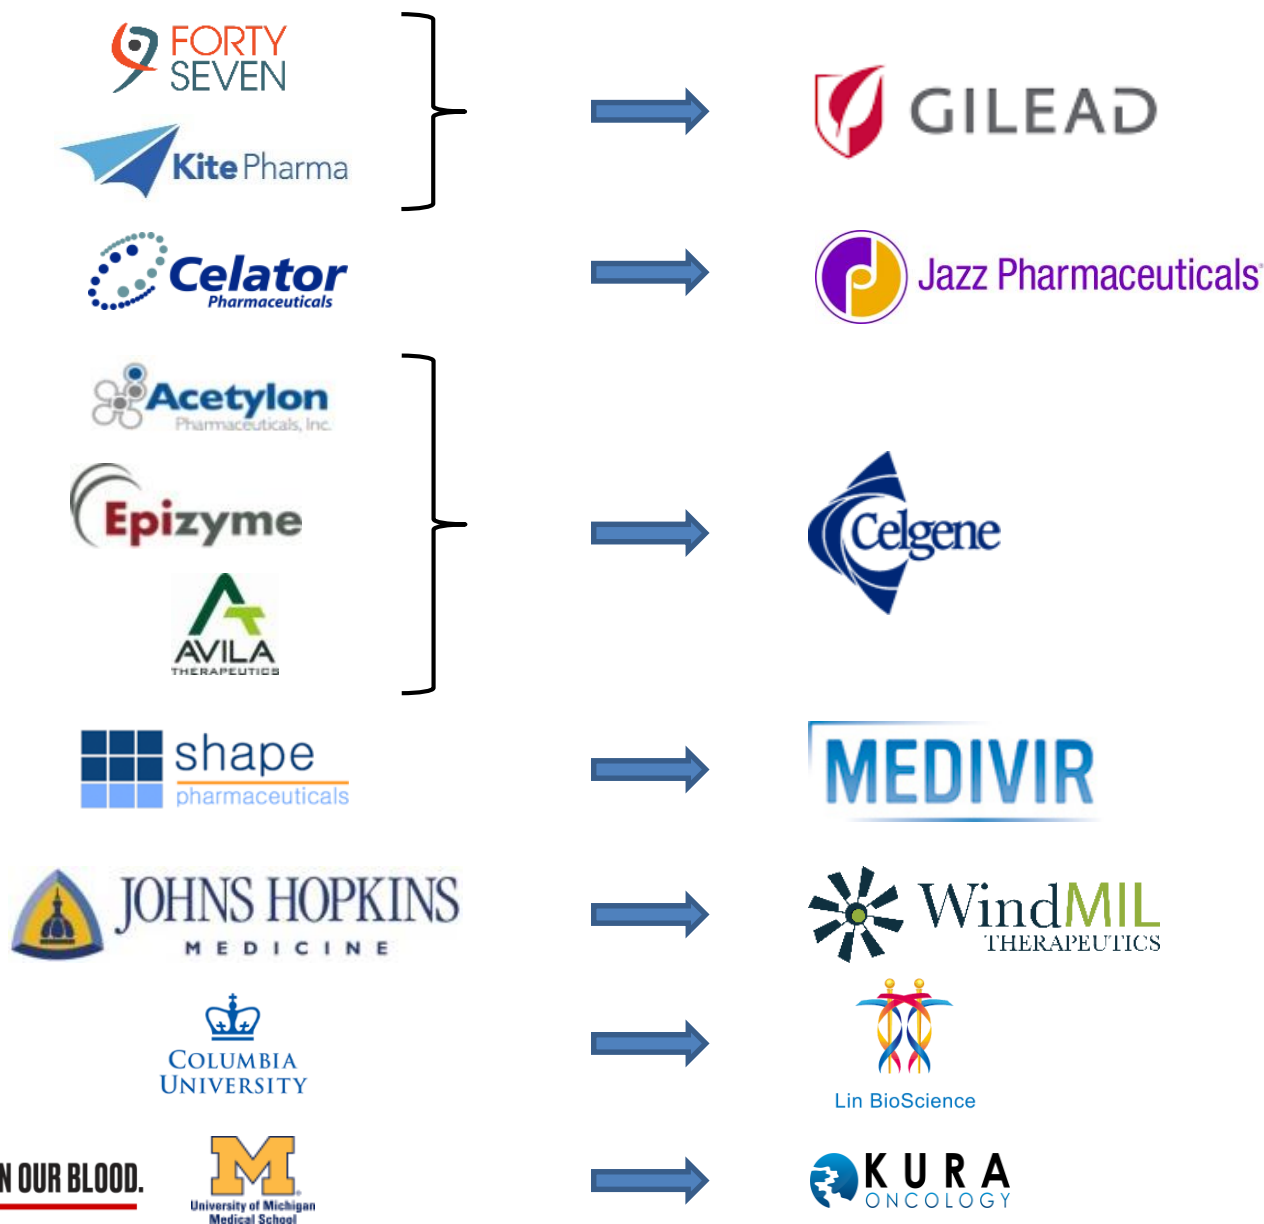 FORTY
SEVEN
GILEAD
Kite Pharma
Celator
Pharmaceuticals
Jazz Pharmaceuticals
Acetylon
Pharmaceuticals, Inc.
Epizyme
Celgene
AVILA
THERAPEUTICS
shape
pharmaceuticals
MEDIVIR
JOHNS HOPKINS
MEDICINE
WindMIL
THERAPEUTICS
COLUMBIA
UNIVERSITY
Lin BioScience
N OUR BLOOD.
M
University of Michigan
Medical School
KURA
ONCOLOGY